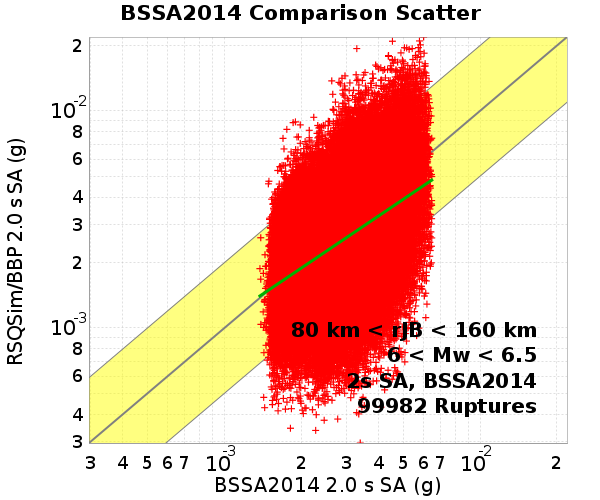 BSSA2014 Comparison Scatter
RSQSim/BBP 2.0 s SA (g)
2
10-2
8
6
4
3
2
10-3
8
6
4
3
80 km < rJB < 160 km
6 < Mw < 6.5
2s SA, BSSA2014
99982 Ruptures
3 4 5 6 7 10-3 2 3 4 5 6 7 10-2 2
BSSA2014 2.0 s SA (g)